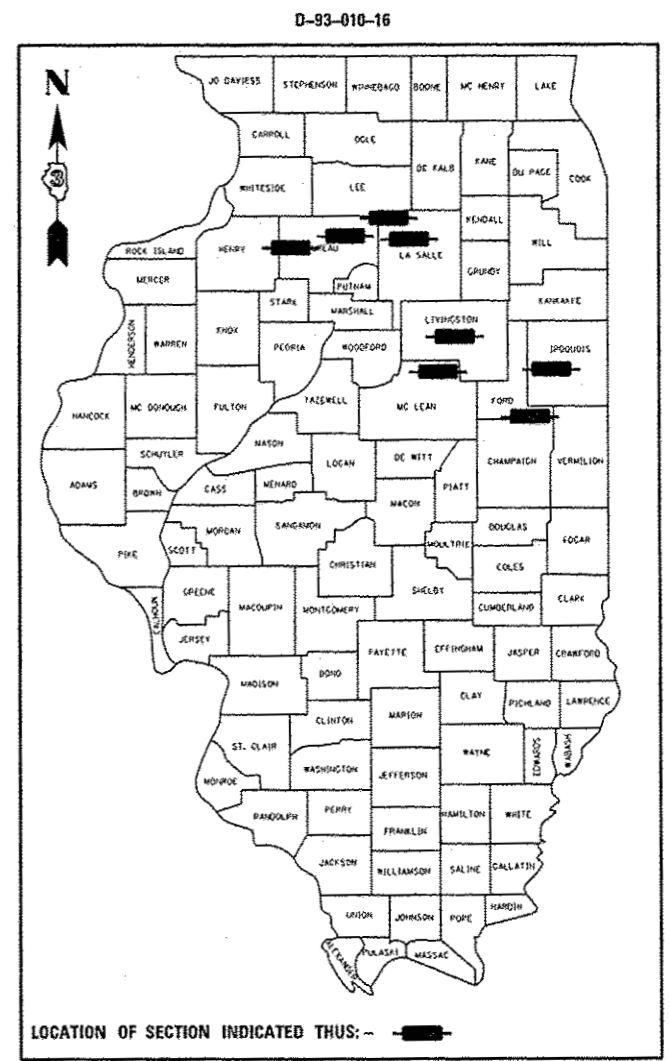 D-93-010-16
N
JO DAVIESS STEPHENSON WINNEBAGO BOONE MC HENRY LAKE
CARROLL OGLE
DE KALB KANE DU PAGE COOK
WHITESIDE LEE
KENDALL
ROCK ISLAND HENRY LA SALLE WILL
MERCER PUTNAM GRUNDY
STARK MARSHALL KANKAKEE
HENDERSON WARREN KNOX PEORIA WOODFORD LIVINGSTON IROQUOIS
HANCOCK MC DONOUGH FULTON TAZEWELL MC LEAN FORD
SCHUYLER MASON
ADAMS BROWN CASS MENARD LOGAN DE WITT PIATT CHAMPAIGN VERMILION
MACON
PIKE SCOTT MORGAN SANGAMON CHRISTIAN MOULTRIE DOUGLAS EDGAR
COLES
CALHOUN GREENE MACOUPIN MONTGOMERY SHELBY CUMBERLAND CLARK
JERSEY
MADISON BOND FAYETTE EFFINGHAM JASPER CRAWFORD
CLINTON MARION CLAY RICHLAND LAWRENCE
ST. CLAIR WASHINGTON JEFFERSON WAYNE EDWARDS WABASH
MONROE
RANDOLPH PERRY FRANKLIN HAMILTON WHITE
JACKSON WILLIAMSON SALINE GALLATIN
UNION JOHNSON POPE HARDIN
ALEXANDER PULASKI MASSAC
LOCATION OF SECTION INDICATED THUS: -